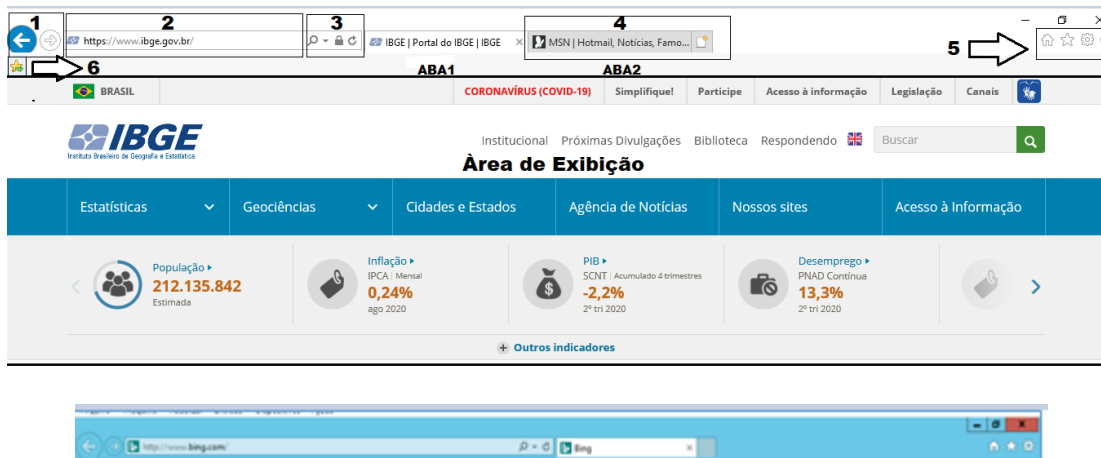 1 2 3 4
https://www.ibge.gov.br/ IBGE | Portal do IBGE | IBGE MSN | Hotmail, Notícias, Famo...
5
6 ABA1 ABA2
BRASIL CORONAVÍRUS (COVID-19) Simplifique! Participe Acesso à informação Legislação Canais
IBGE
Instituto Brasileiro de Geografia e Estatística
Institucional Próximas Divulgações Biblioteca Respondendo Buscar
Àrea de Exibição
Estatísticas Geociências Cidades e Estados Agência de Notícias Nossos sites Acesso à Informação
População
212.135.842
Estimada
Inflação
IPCA | Mensal
0,24%
ago 2020
PIB
SCNT | Acumulado 4 trimestres
-2,2%
2º tri 2020
Desemprego
PNAD Contínua
13,3%
2º tri 2020
Outros indicadores
http://www.bing.com/ Bing